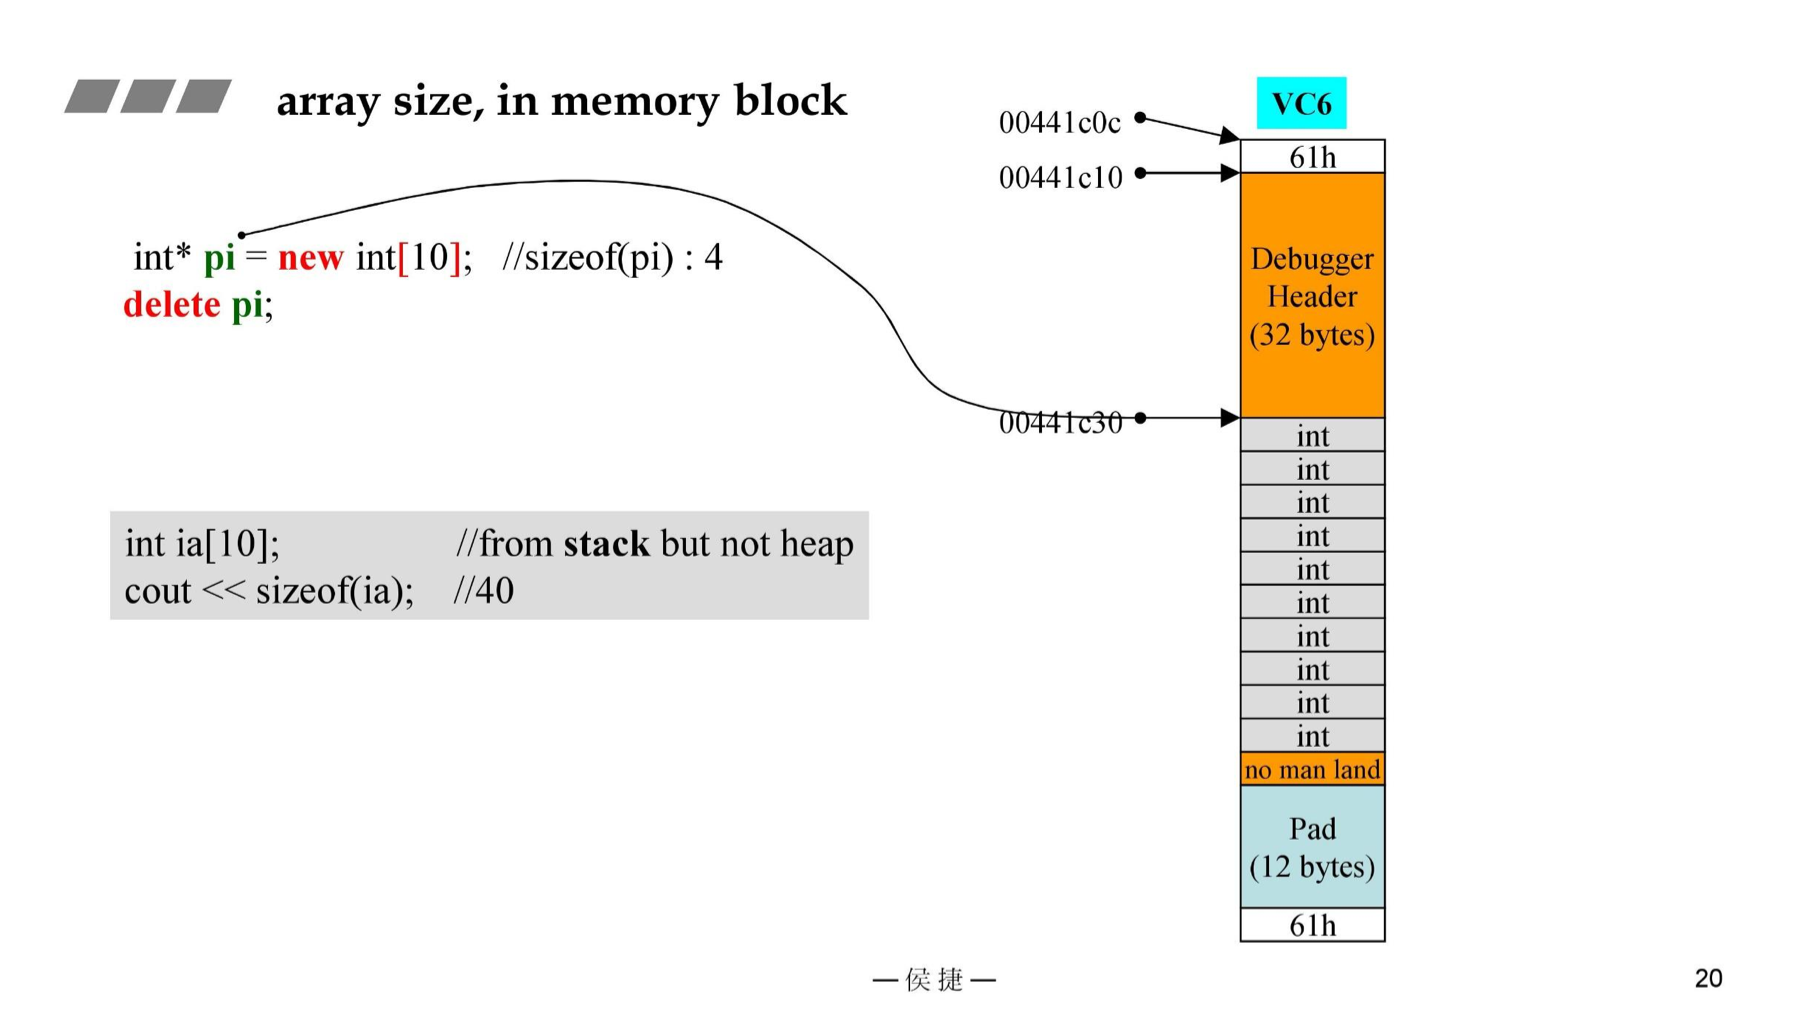 array size, in memory block
int* pi = new int[10];   //sizeof(pi) : 4
delete pi;
int ia[10];   //from stack but not heap
cout << sizeof(ia);   //40
VC6
00441c0c
61h
00441c10
Debugger
Header
(32 bytes)
00441c30
int
int
int
int
int
int
int
int
int
int
no man land
Pad
(12 bytes)
61h
— 侯捷 —
20